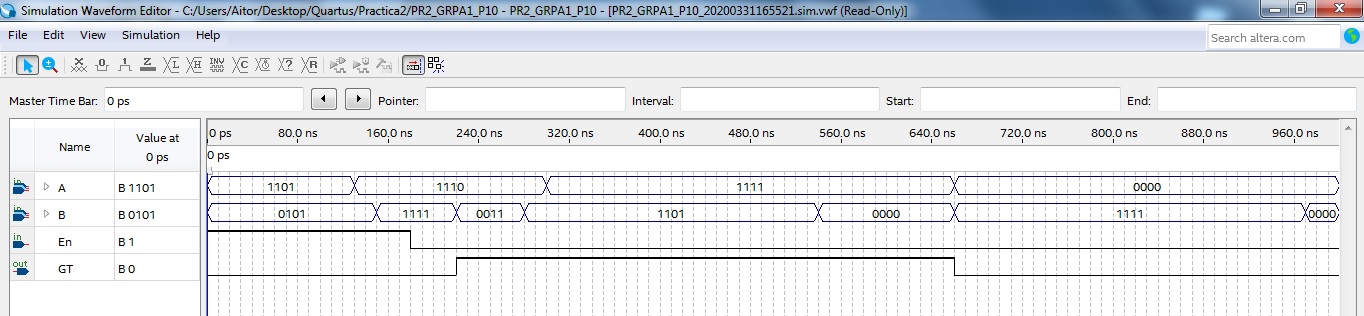 Simulation Waveform Editor - C:/Users/Aitor/Desktop/Quartus/Practica2/PR2_GRPA1_P10 - PR2_GRPA1_P10 - [PR2_GRPA1_P10_20200331165521.sim.vwf (Read-Only)]
File Edit View Simulation Help
Search altera.com
Master Time Bar: 0 ps Pointer: Interval: Start: End:
Name Value at 0 ps
0 ps 80.0 ns 160.0 ns 240.0 ns 320.0 ns 400.0 ns 480.0 ns 560.0 ns 640.0 ns 720.0 ns 800.0 ns 880.0 ns 960.0 ns
0 ps
in A B 1101 1101 1110 1111 0000
in B B 0101 0101 1111 0011 1101 0000 1111 0000
in En B 1
out GT B 0